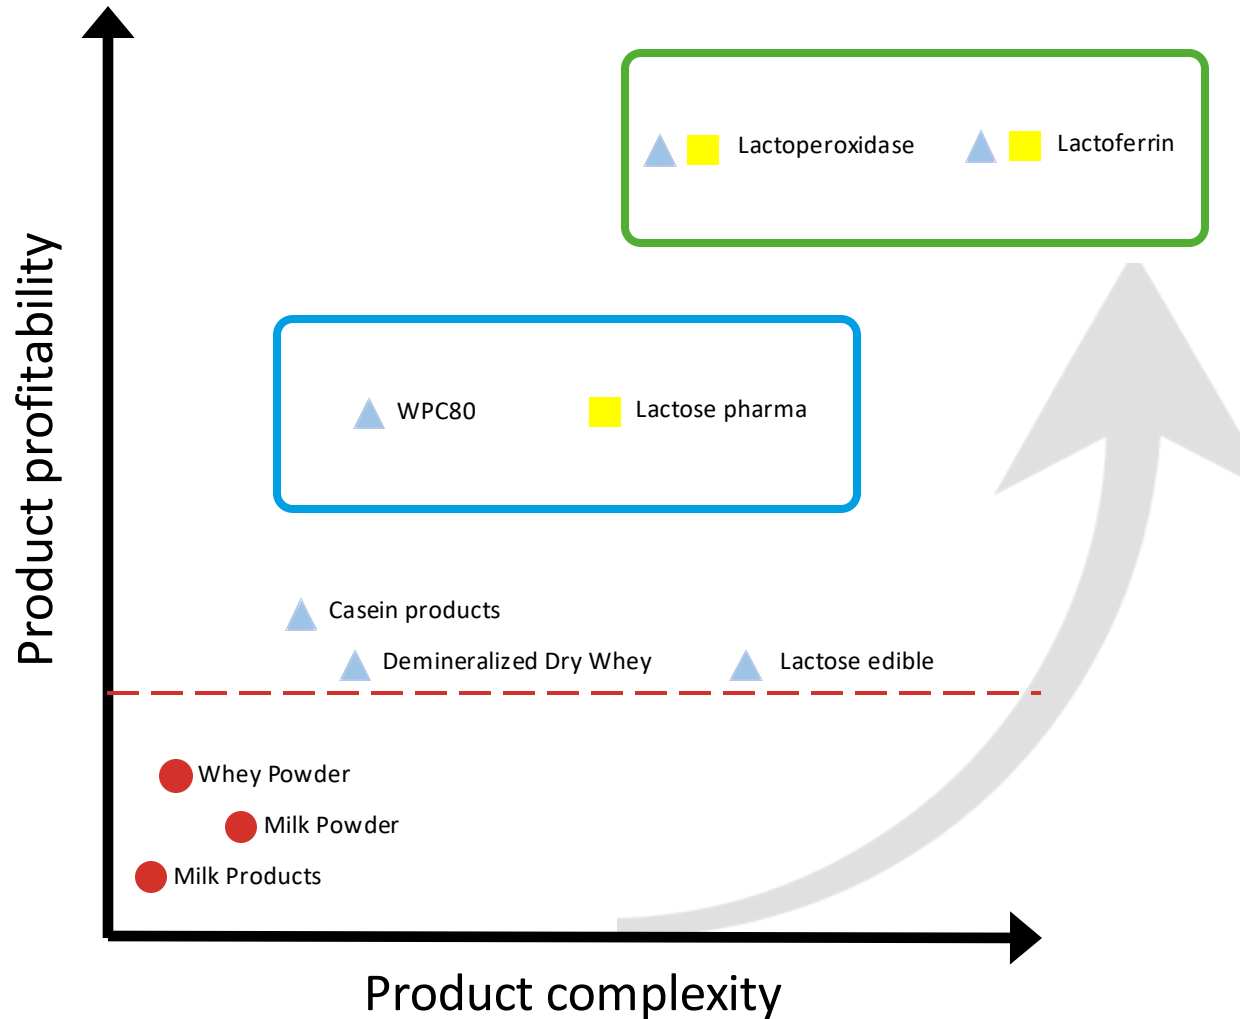 Product profitability
Lactoperoxidase
Lactoferrin
WPC80
Lactose pharma
Casein products
Demineralized Dry Whey
Lactose edible
Whey Powder
Milk Powder
Milk Products
Product complexity